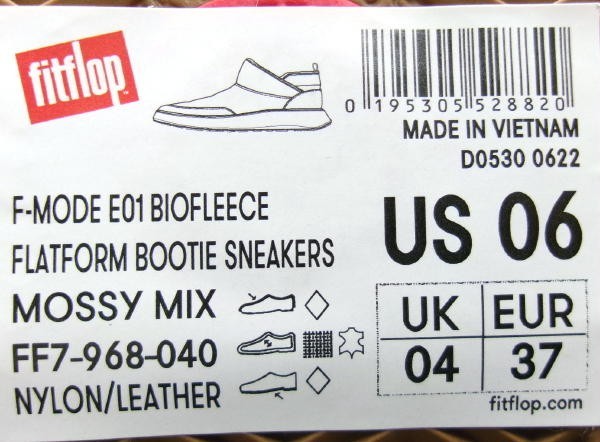 fitflop™
0 195305 528820
MADE IN VIETNAM
D0530 0622
F-MODE E01 BIOFLEECE
FLATFORM BOOTIE SNEAKERS
US 06
MOSSY MIX
FF7-968-040
NYLON/LEATHER
UK EUR
04 37
fitflop.com